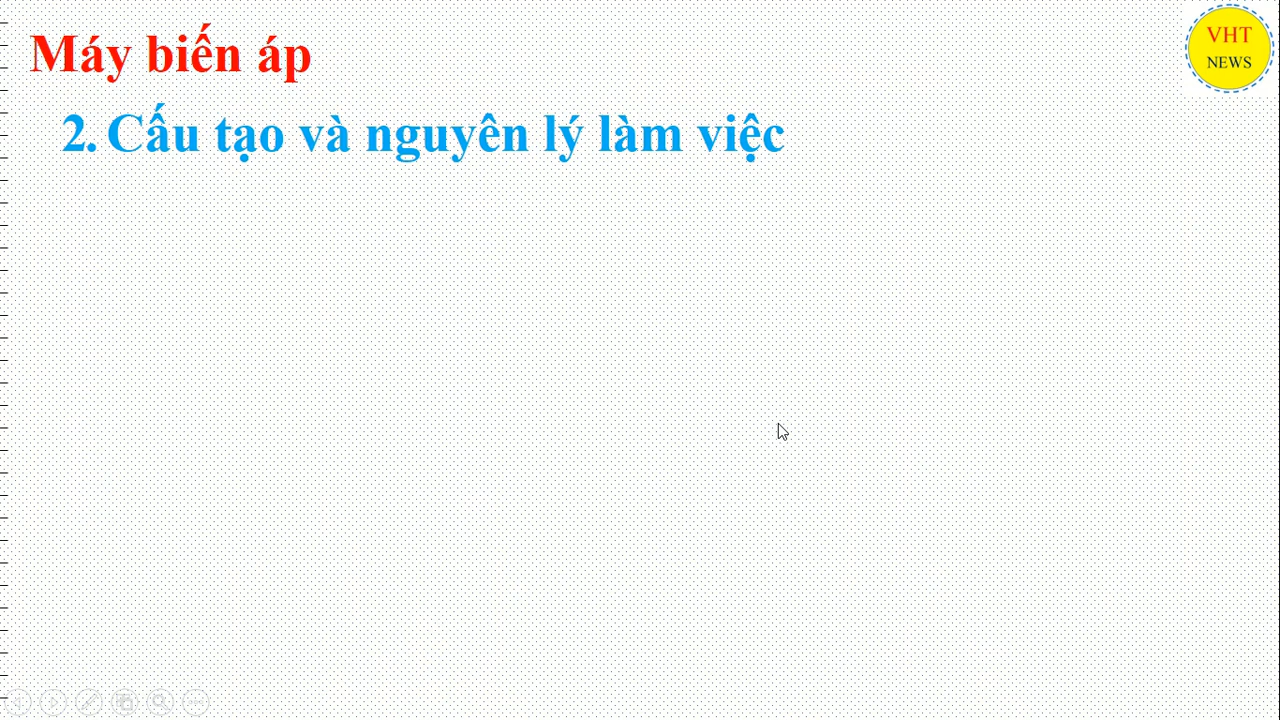 Máy biến áp
VHT
NEWS
2. Cấu tạo và nguyên lý làm việc